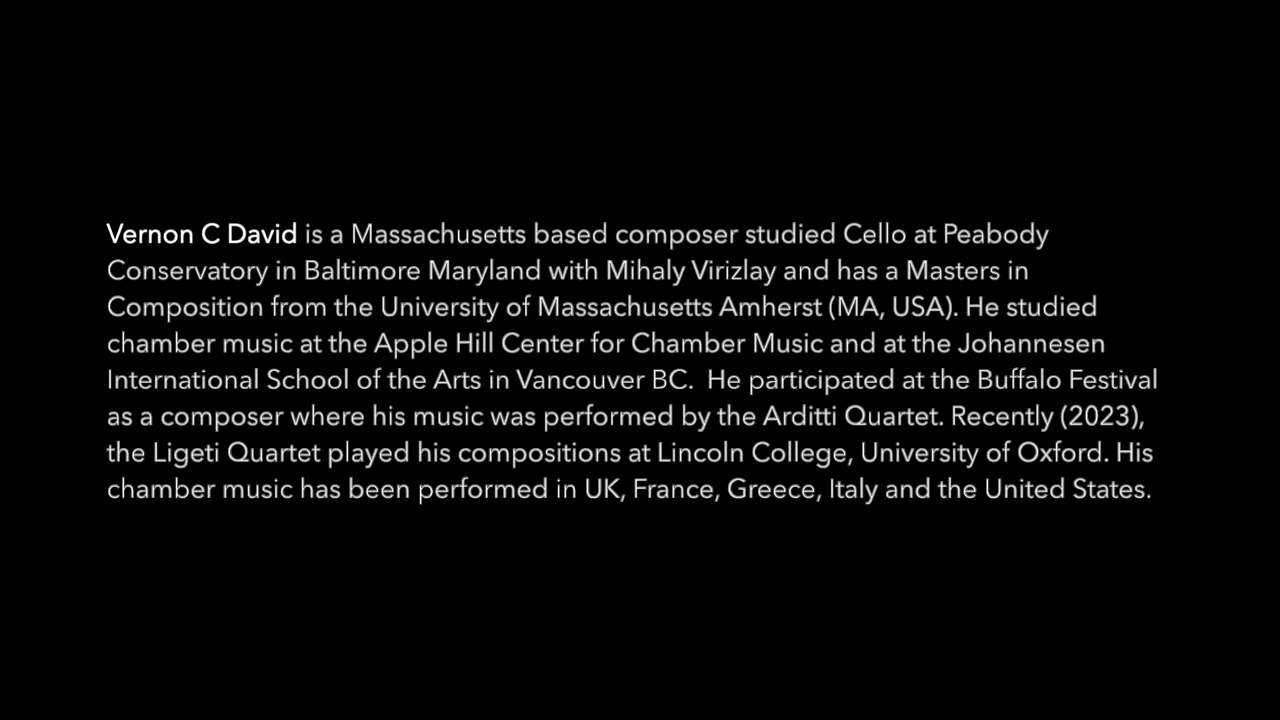 Vernon C David is a Massachusetts based composer studied Cello at Peabody
Conservatory in Baltimore Maryland with Mihaly Virizlay and has a Masters in
Composition from the University of Massachusetts Amherst (MA, USA). He studied
chamber music at the Apple Hill Center for Chamber Music and at the Johannesen
International School of the Arts in Vancouver BC.  He participated at the Buffalo Festival
as a composer where his music was performed by the Arditti Quartet. Recently (2023),
the Ligeti Quartet played his compositions at Lincoln College, University of Oxford. His
chamber music has been performed in UK, France, Greece, Italy and the United States.